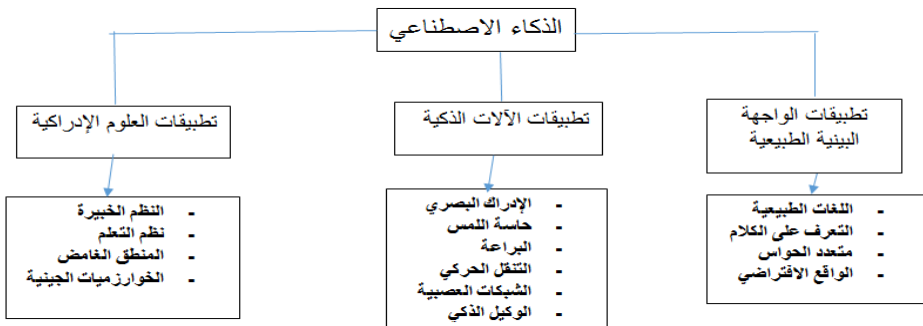 الذكاء الاصطناعي
تطبيقات الواجهة
البينية الطبيعية
- اللغات الطبيعية
- التعرف على الكلام
- متعدد الحواس
- الواقع الافتراضي
تطبيقات الآلات الذكية
- الإدراك البصري
- حاسة اللمس
- البراعة
- التنقل الحركي
- الشبكات العصبية
- الوكيل الذكي
تطبيقات العلوم الإدراكية
- النظم الخبيرة
- نظم التعلم
- المنطق الغامض
- الخوارزميات الجينية